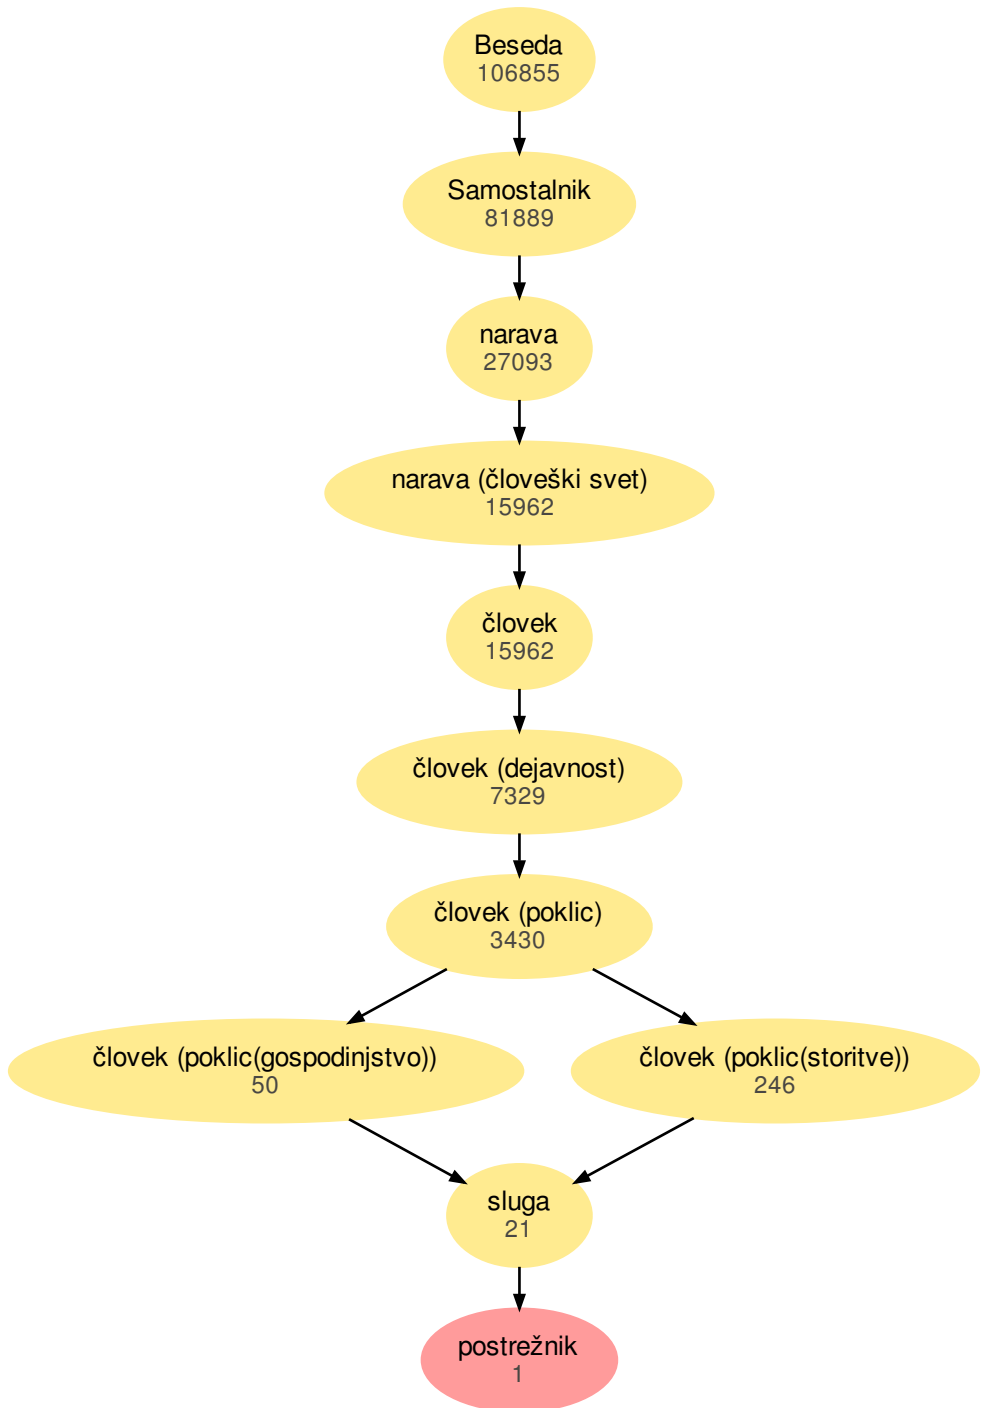 Beseda
106855
Samostalnik
81889
narava
27093
narava (človeški svet)
15962
človek
15962
človek (dejavnost)
7329
človek (poklic)
3430
človek (poklic(gospodinjstvo))
50
človek (poklic(storitve))
246
sluga
21
postrežnik
1